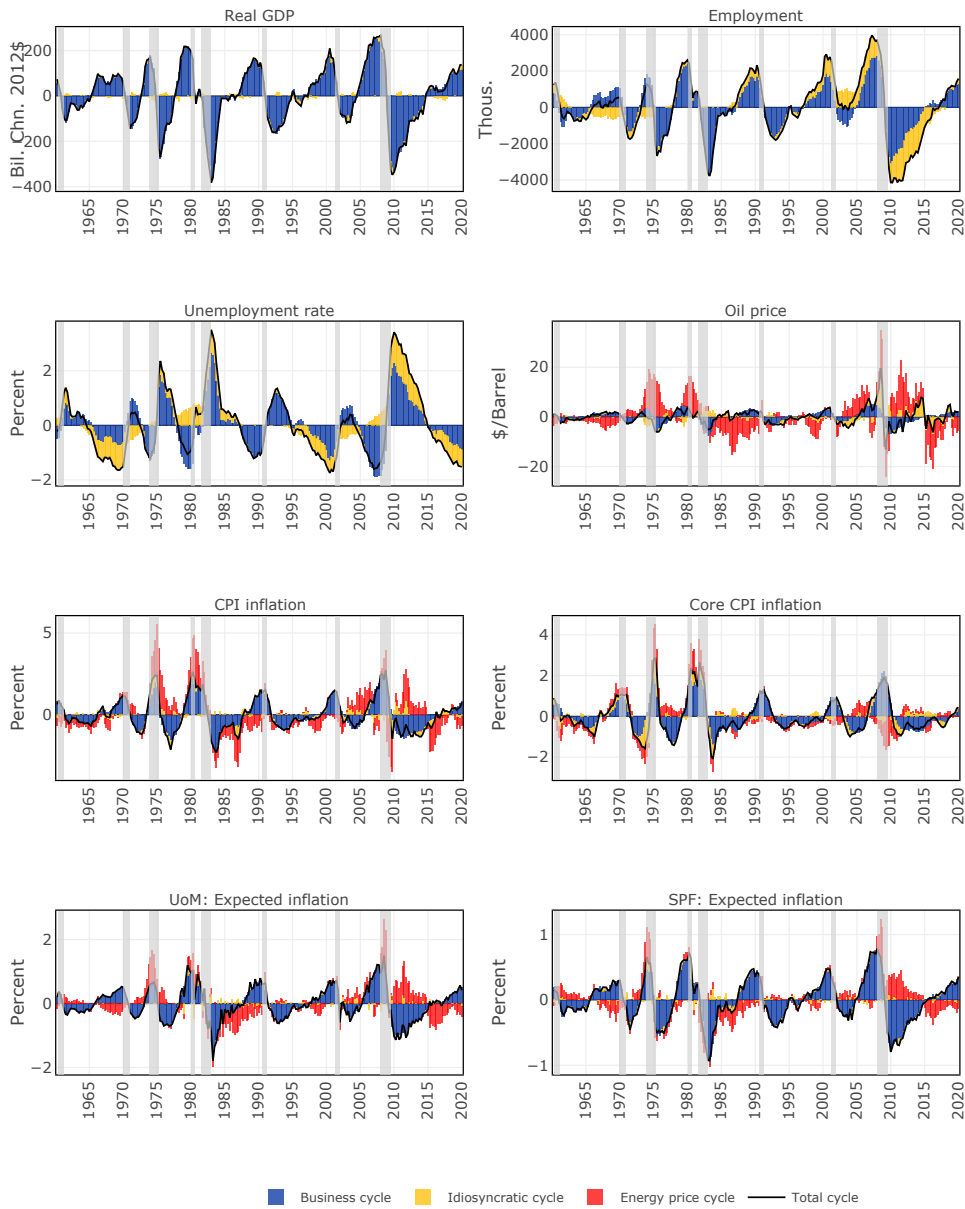 Real GDP
Employment
Bil. Chn. 2012$
200
0
−200
−400
1965 1970 1975 1980 1985 1990 1995 2000 2005 2010 2015 2020
Thous.
4000
2000
0
−2000
−4000
1965 1970 1975 1980 1985 1990 1995 2000 2005 2010 2015 2020
Unemployment rate
Oil price
Percent
2
0
−2
1965 1970 1975 1980 1985 1990 1995 2000 2005 2010 2015 2020
$/Barrel
20
0
−20
1965 1970 1975 1980 1985 1990 1995 2000 2005 2010 2015 2020
CPI inflation
Core CPI inflation
Percent
5
0
1965 1970 1975 1980 1985 1990 1995 2000 2005 2010 2015 2020
Percent
4
2
0
−2
1965 1970 1975 1980 1985 1990 1995 2000 2005 2010 2015 2020
UoM: Expected inflation
SPF: Expected inflation
Percent
2
0
−2
1965 1970 1975 1980 1985 1990 1995 2000 2005 2010 2015 2020
Percent
1
0
−1
1965 1970 1975 1980 1985 1990 1995 2000 2005 2010 2015 2020
Business cycle Idiosyncratic cycle Energy price cycle Total cycle